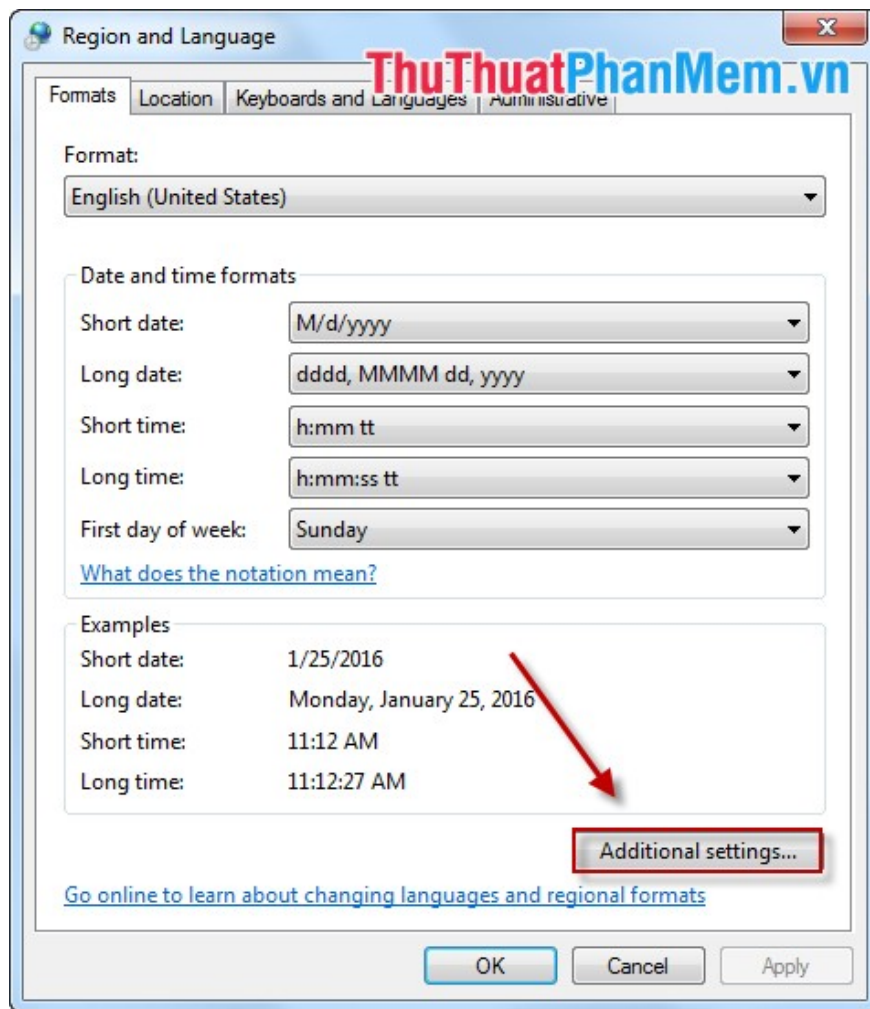 Region and Language
ThuThuatPhanMem.vn
Formats Location Keyboards and Languages Administrative
Format:
English (United States)
Date and time formats
Short date: M/d/yyyy
Long date: dddd, MMMM dd, yyyy
Short time: h:mm tt
Long time: h:mm:ss tt
First day of week: Sunday
What does the notation mean?
Examples
Short date: 1/25/2016
Long date: Monday, January 25, 2016
Short time: 11:12 AM
Long time: 11:12:27 AM
Additional settings...
Go online to learn about changing languages and regional formats
OK Cancel Apply